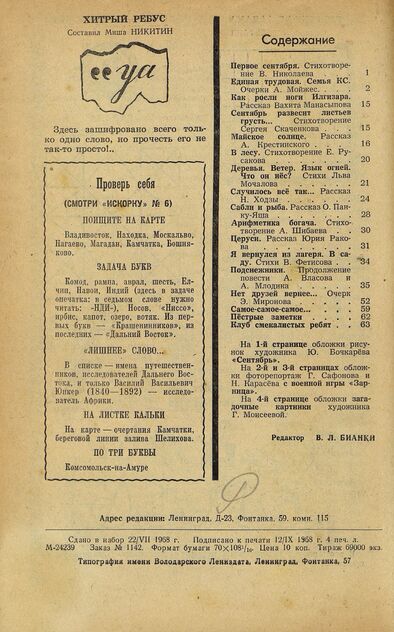 ХИТРЫЙ РЕБУС
Составил Миша НИКИТИН
ееуа
Здесь зашифровано всего толь-
ко одно слово, но прочесть его не
так-то просто!..
Проверь себя
(СМОТРИ «ИСКОРКУ» № 6)
ПОИЩИТЕ НА КАРТЕ
Владивосток, Находка, Москальво,
Нагаево, Магадан, Камчатка, Вошня-
ково.
ЗАДАЧА БУКВ
Комод, рампа, аврал, шесть, Ел-
чин, Навои, Индий (здесь в задаче
опечатка: в седьмом слове нужно
читать: -НДИ-), Носов, «Ниссо»,
ирбис, капот, озеро, вотяк. Из пер-
вых букв — «Крашенинников», из
последних — «Дальний Восток».
«ЛИШНЕЕ» СЛОВО...
В списке — имена путешествен-
ников, исследователей Дальнего Вос-
тока, и только Василий Васильевич
Юнкер (1840—1892) — исследо-
ватель Африки.
НА ЛИСТКЕ КАЛЬКИ
На карте — очертания Камчатки,
береговой линии залива Шелихова.
ПО ТРИ БУКВЫ
Комсомольск-на-Амуре
Содержание
Первое сентября. Стихотворе-
ние В. Николаева . . . 1
Единая трудовая. Семья КС.
Очерки А. Мойжес. . . . 2
Как росли ноги Илгизара.
Рассказ Вахита Манасыпова 15
Сентябрь развесит листьев
грусть... Стихотворение
Сергея Скаченкова . . . 15
Майское солнце. Рассказ
А. Крестинского . . . . 16
В лесу. Стихотворение Е. Ру-
сакова . . . . . . . 20
Деревья. Ветер. Язык огней.
Что он нёс? Стихи Льва
Мочалова . . . . . . 21
Случилось всё так... Рассказ
Н. Ходзы . . . . . . 24
Сабли и рыба. Рассказ О. Пан-
ку-Яша . . . . . . . 28
Арифметика богача. Стихо-
творение А. Шибаева . . 30
Церуси. Рассказ Юрия Рако-
ва . . . . . . . . 31
Я вернулся из лагеря. В са-
ду. Стихи В. Фетисова . . 34
Подснежники. Продолжение
повести А. Власова и
А. Млодика . . . . . 35
Нет друзей вернее... Очерк
Э. Миронова . . . . . 52
Самое-самое-самое... . . . 59
Пёстрые заметки . . . . 62
Клуб смекалистых ребят . . 63
На 1-й странице обложки рису-
нок художника Ю. Бочкарёва
«Сентябрь».
На 2-й и 3-й страницах облож-
ки фоторепортаж Г. Сафонова и
Н. Карасёва с военной игры «Зар-
ница».
На 4-й странице обложки зага-
дочные картинки художника
Г. Моисеевой.
Редактор В. Л. БИАНКИ
Адрес редакции: Ленинград, Д-23, Фонтанка, 59. комн. 115
Сдано в набор 22/VII 1968 г. Подписано к печати 12/IX 1968 г. 4 печ. л.
М-24239 Заказ № 1142. Формат бумаги 70×108¹/₁₆. Цена 10 коп. Тираж 69000 экз.
Типография имени Володарского Лениздата, Ленинград, Фонтанка, 57